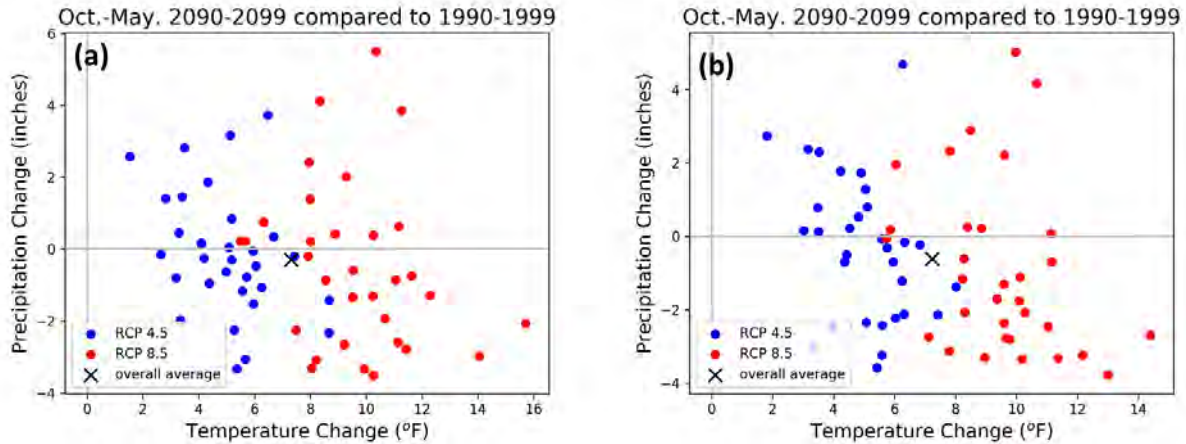 Oct.-May. 2090-2099 compared to 1990-1999
(a)
Precipitation Change (inches)
6
4
2
0
−2
−4
RCP 4.5
RCP 8.5
overall average
0 2 4 6 8 10 12 14 16
Temperature Change (°F)
Oct.-May. 2090-2099 compared to 1990-1999
(b)
Precipitation Change (inches)
4
2
0
−2
−4
RCP 4.5
RCP 8.5
overall average
0 2 4 6 8 10 12 14
Temperature Change (°F)